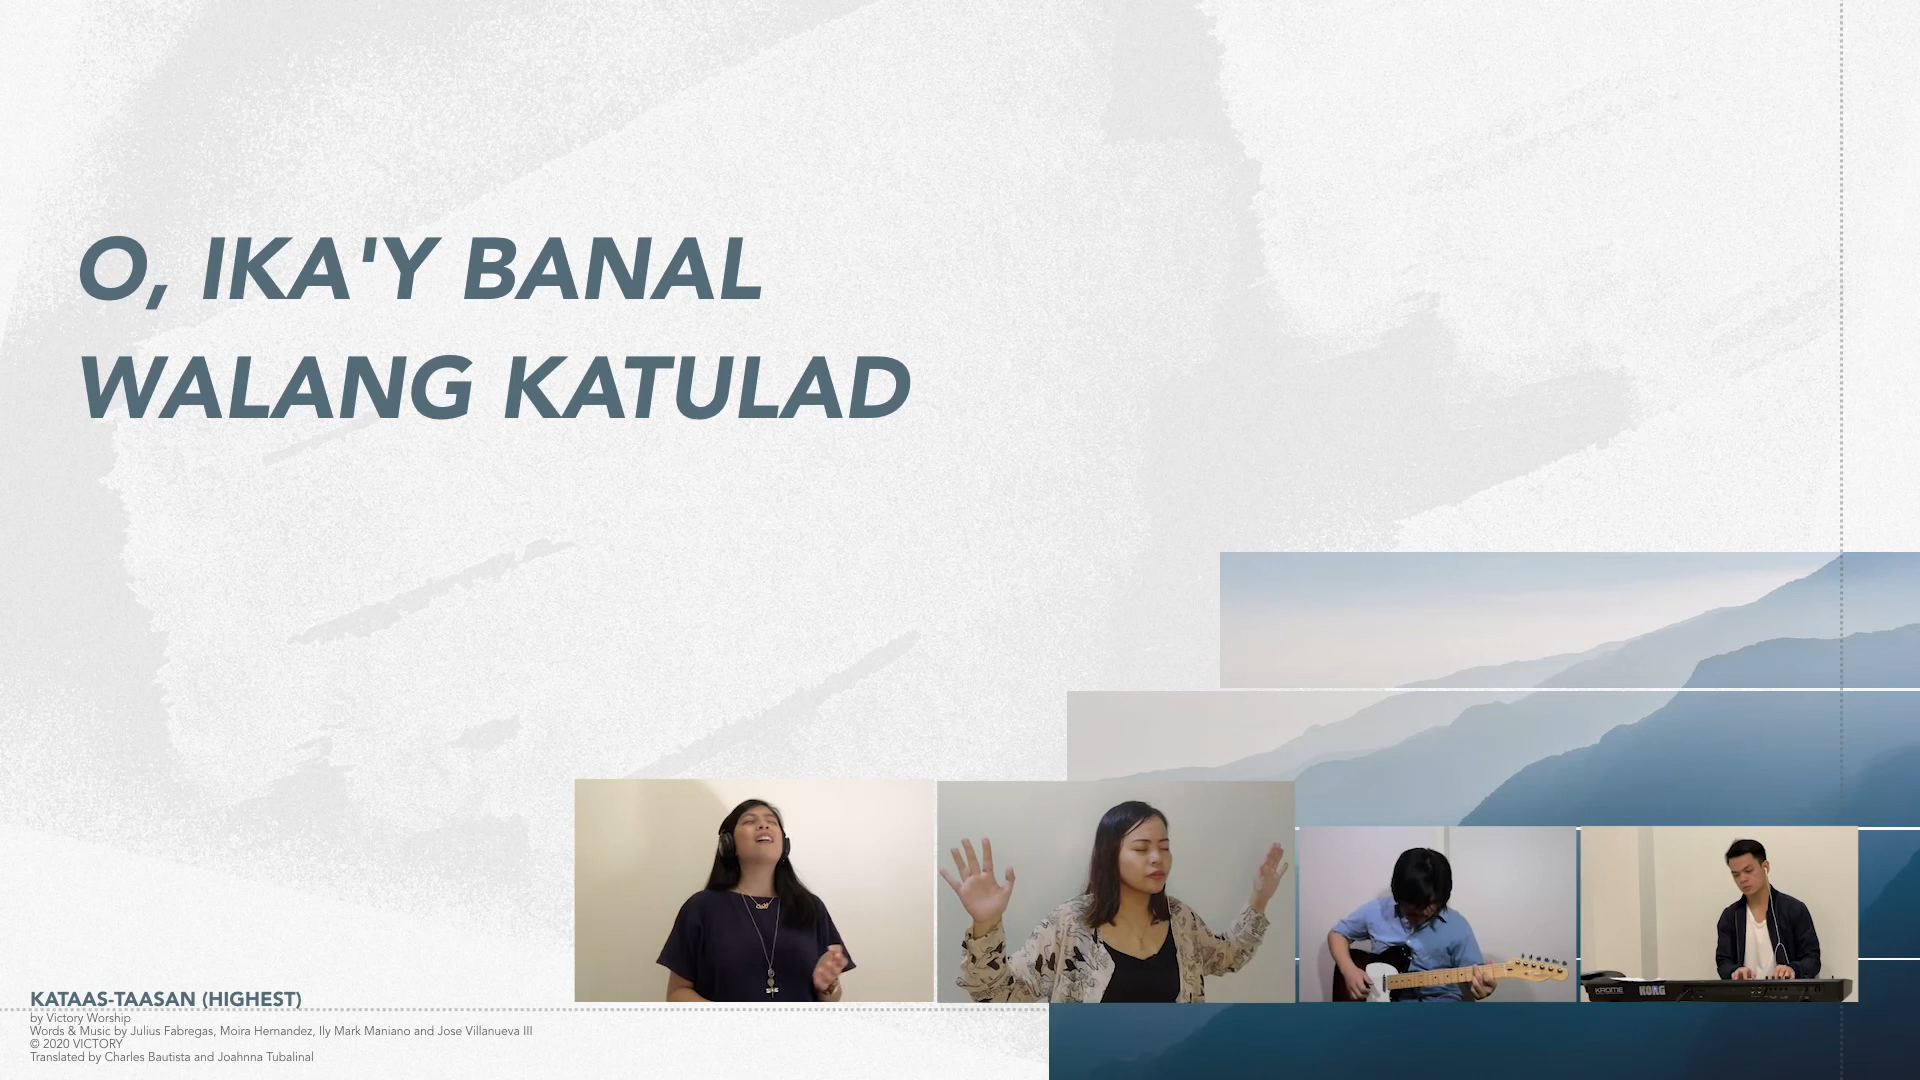 O, IKA'Y BANAL
WALANG KATULAD
KROME
KORG
KATAAS-TAASAN (HIGHEST)
by Victory Worship
Words & Music by Julius Fabregas, Moira Hernandez, Ily Mark Maniano and Jose Villanueva III
© 2020 VICTORY
Translated by Charles Bautista and Joahnna Tubalinal